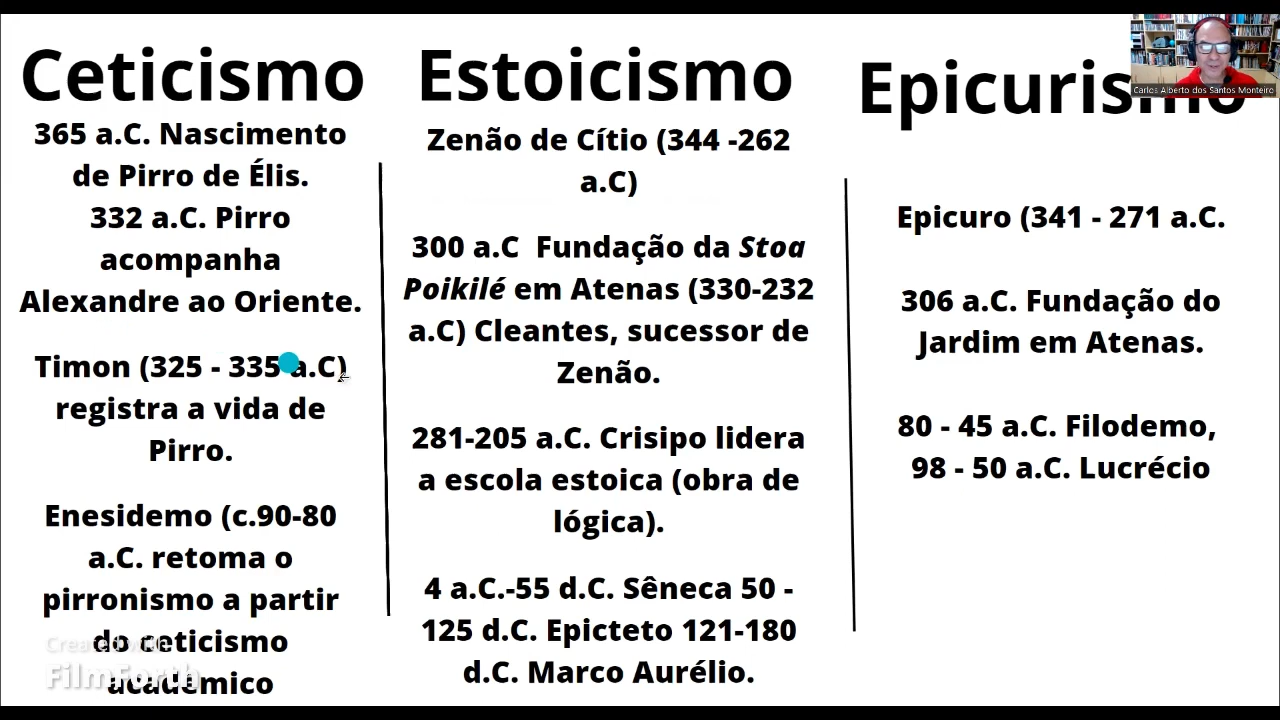 Ceticismo
365 a.C. Nascimento
de Pirro de Élis.
332 a.C. Pirro
acompanha
Alexandre ao Oriente.
Timon (325 - 335 a.C)
registra a vida de
Pirro.
Enesidemo (c.90-80
a.C. retoma o
pirronismo a partir
do ceticismo
acadêmico
Estoicismo
Zenão de Cítio (344 -262
a.C)
300 a.C Fundação da Stoa
Poikilé em Atenas (330-232
a.C) Cleantes, sucessor de
Zenão.
281-205 a.C. Crisipo lidera
a escola estoica (obra de
lógica).
4 a.C.-55 d.C. Sêneca 50 -
125 d.C. Epicteto 121-180
d.C. Marco Aurélio.
Epicurismo
Epicuro (341 - 271 a.C.
306 a.C. Fundação do
Jardim em Atenas.
80 - 45 a.C. Filodemo,
98 - 50 a.C. Lucrécio
Carlos Alberto dos Santos Monteiro
Created with
FilmForth